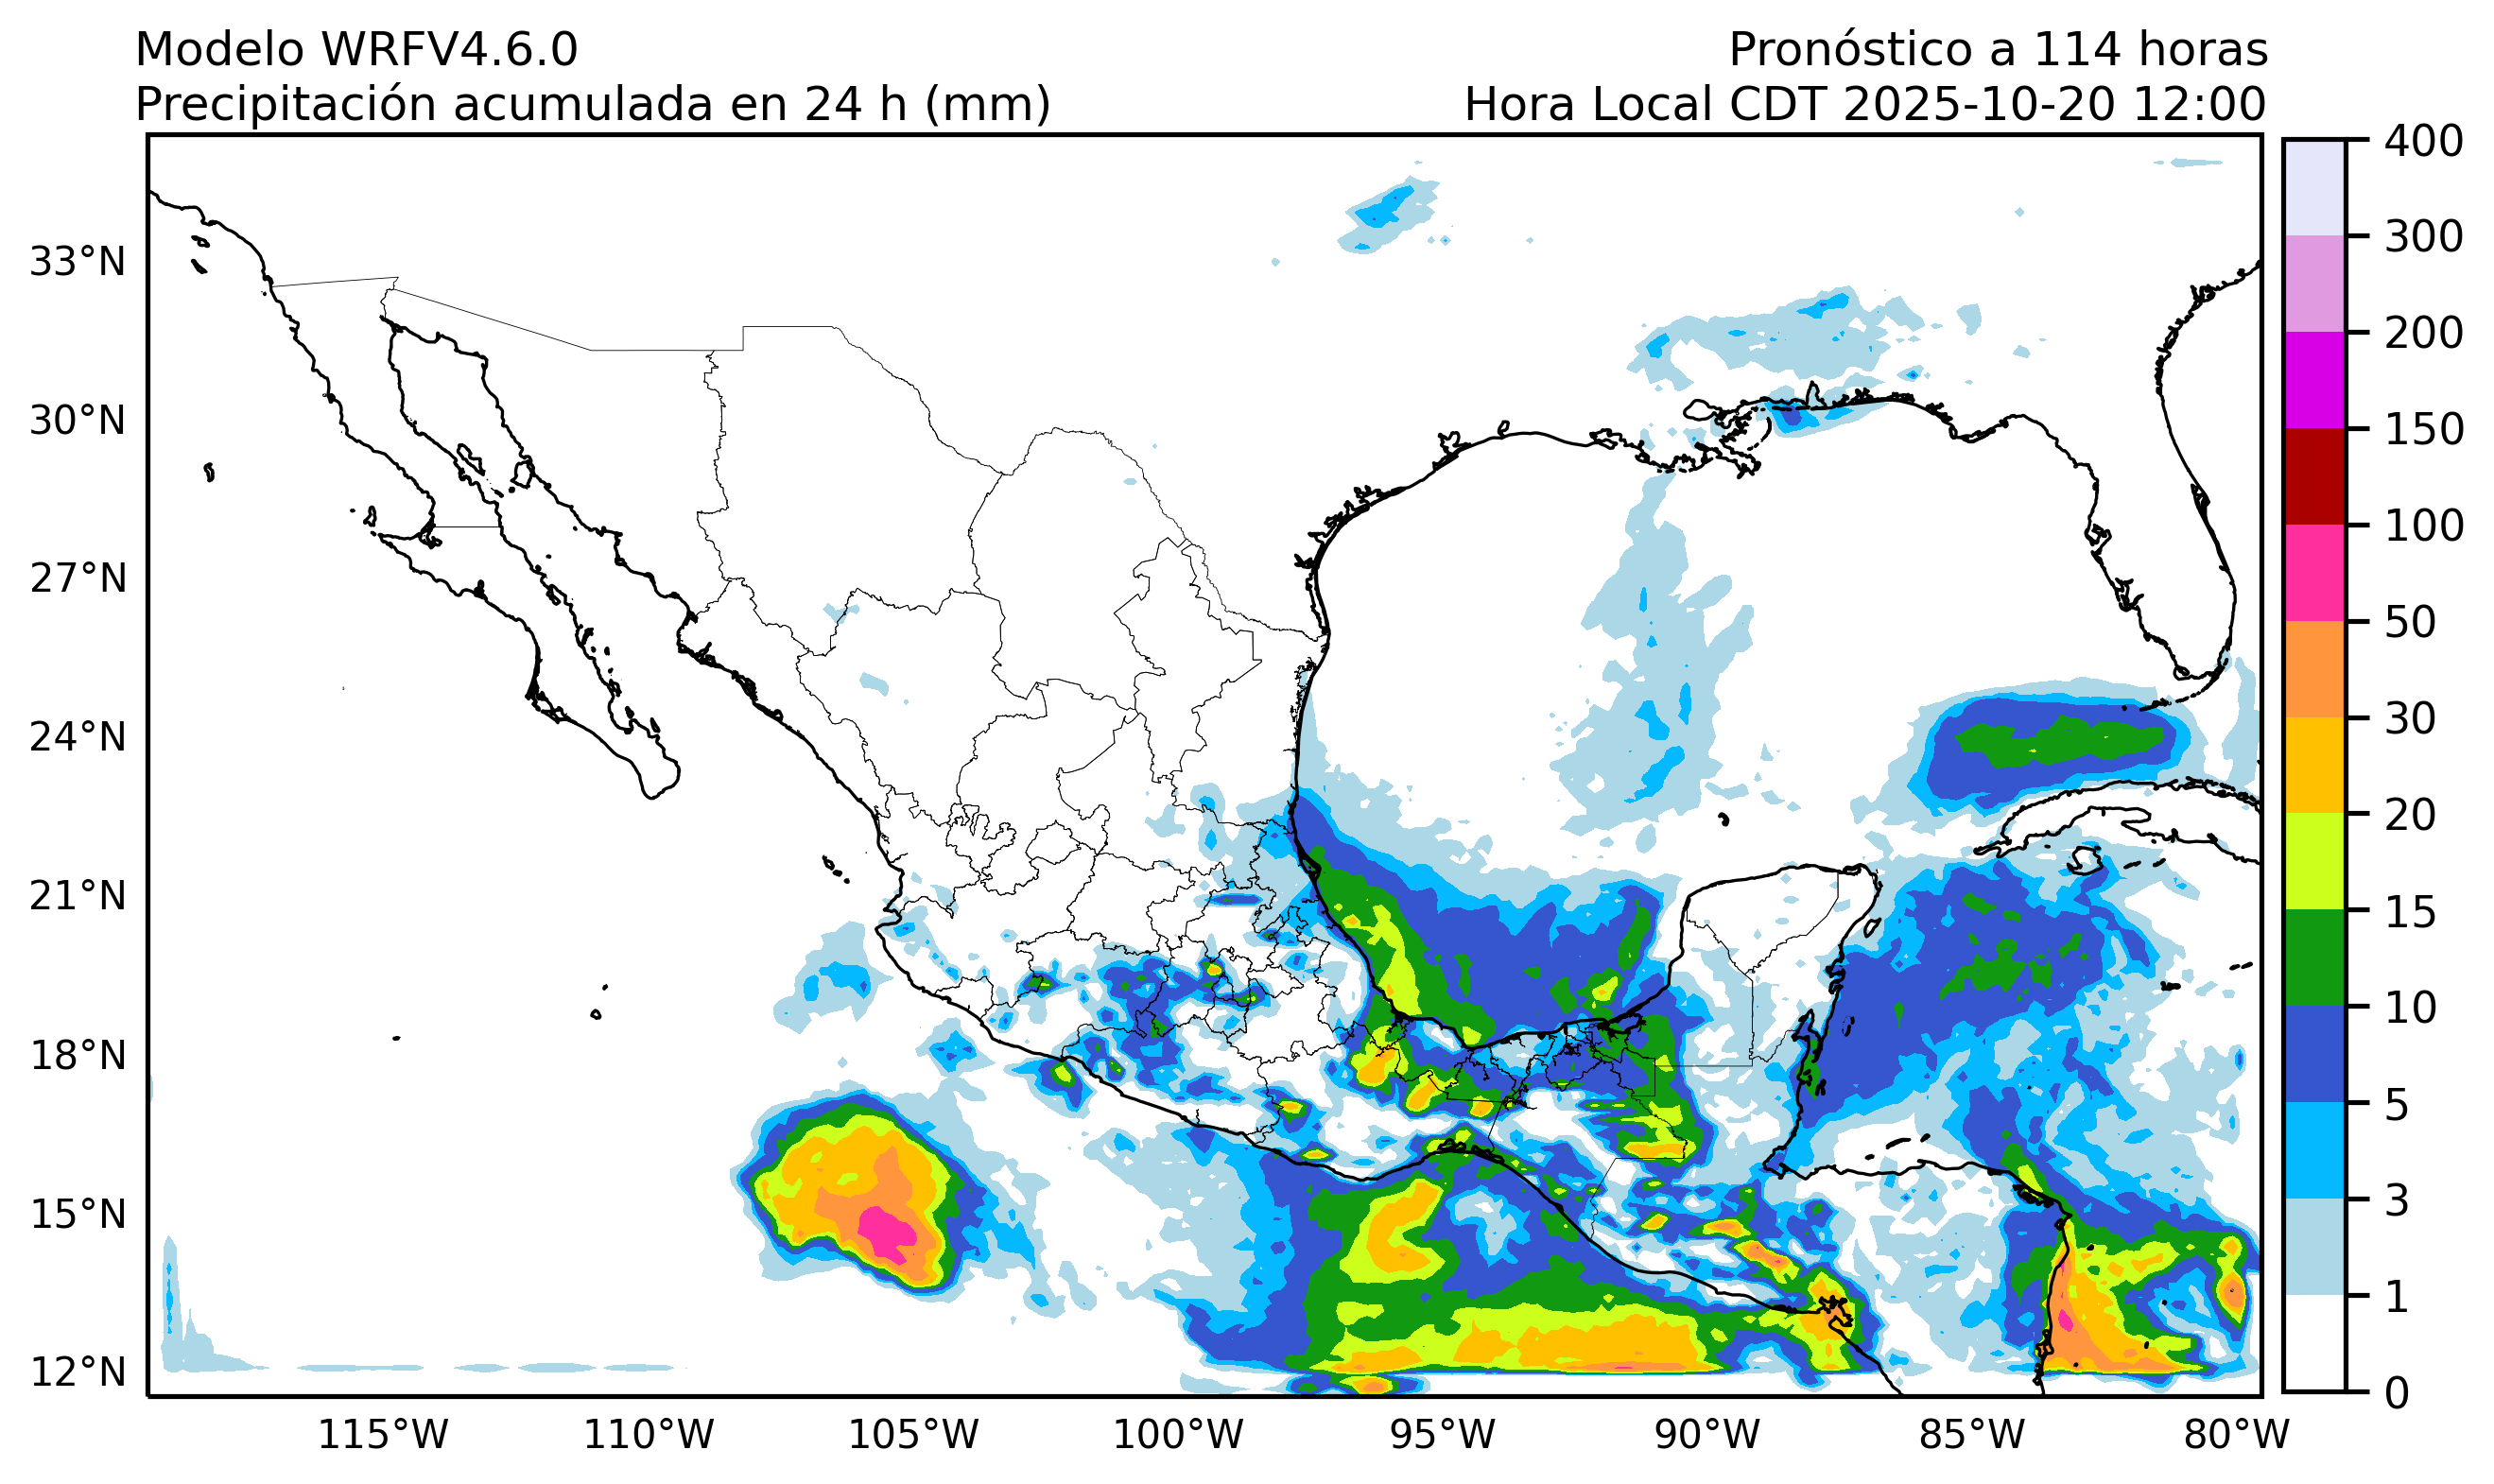 Modelo WRFV4.6.0
Pronóstico a 114 horas
Precipitación acumulada en 24 h (mm)
Hora Local CDT 2025-10-20 12:00
400
300
200
150
100
50
30
20
15
10
5
3
1
0
33°N
30°N
27°N
24°N
21°N
18°N
15°N
12°N
115°W
110°W
105°W
100°W
95°W
90°W
85°W
80°W